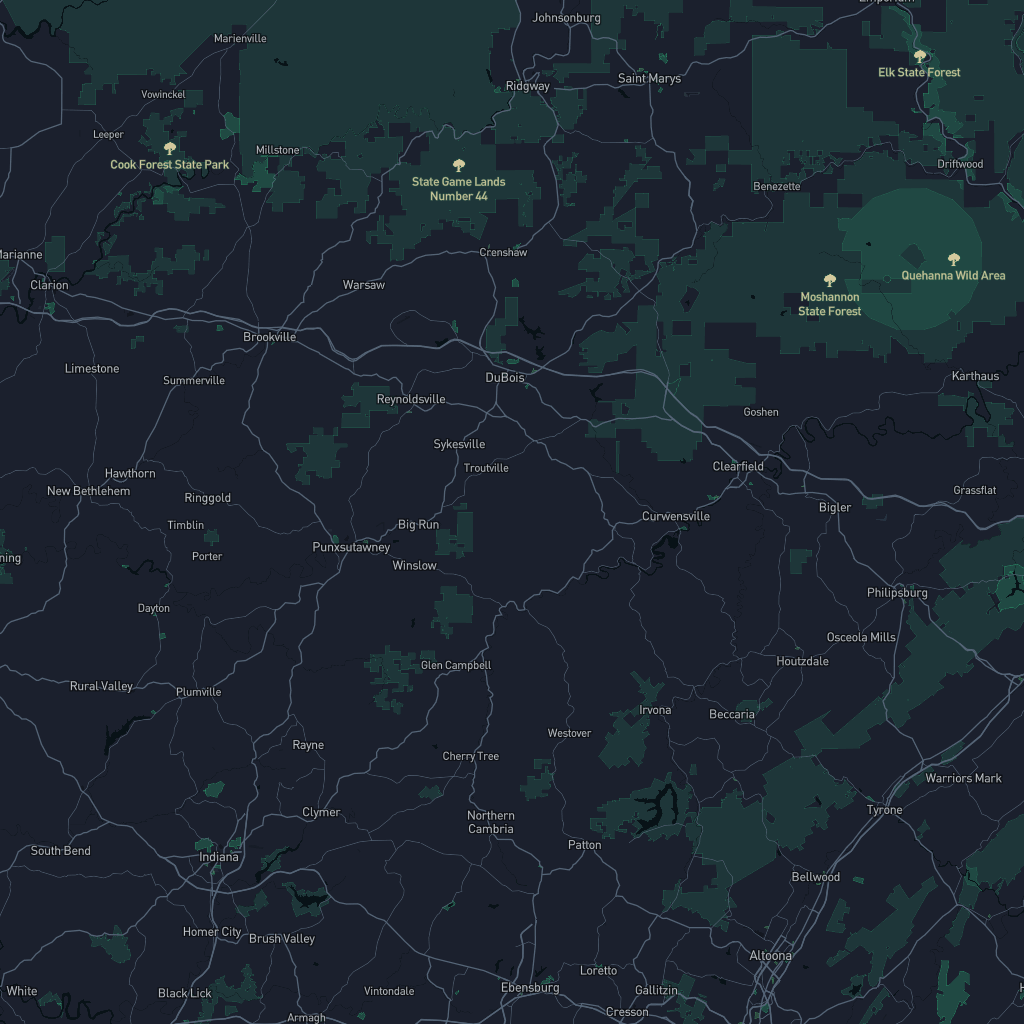 Emporium
Johnsonburg
Marienville
Elk State Forest
Saint Marys
Ridgway
Vowinckel
Leeper
Cook Forest State Park
Millstone
State Game Lands
Number 44
Driftwood
Benezette
Marianne
Crenshaw
Quehanna Wild Area
Clarion
Warsaw
Moshannon
State Forest
Brookville
Limestone
Summerville
DuBois
Karthaus
Reynoldsville
Goshen
Sykesville
Troutville
Clearfield
Hawthorn
New Bethlehem
Ringgold
Grassflat
Bigler
Timblin
Big Run
Curwensville
Porter
Punxsutawney
ning
Winslow
Philipsburg
Dayton
Osceola Mills
Glen Campbell
Houtzdale
Rural Valley
Plumville
Irvona
Beccaria
Westover
Rayne
Cherry Tree
Warriors Mark
Clymer
Northern
Cambria
Tyrone
Patton
South Bend
Indiana
Bellwood
Homer City
Brush Valley
Altoona
Loretto
White
Black Lick
Vintondale
Ebensburg
Gallitzin
Cresson
Armagh
H